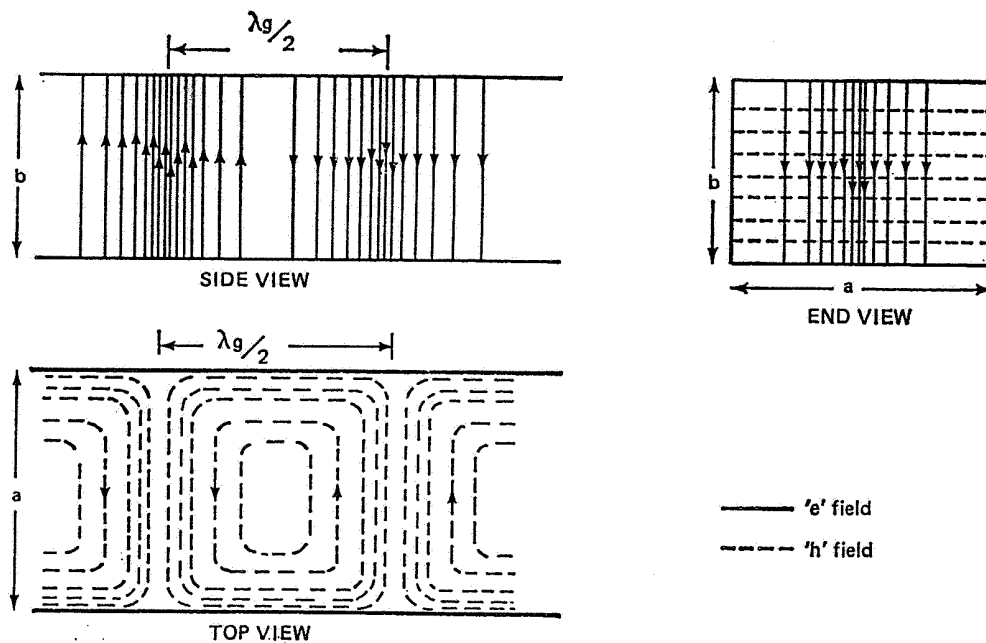 λg/2
b
SIDE VIEW
b
a
END VIEW
λg/2
a
TOP VIEW
'e' field
'h' field